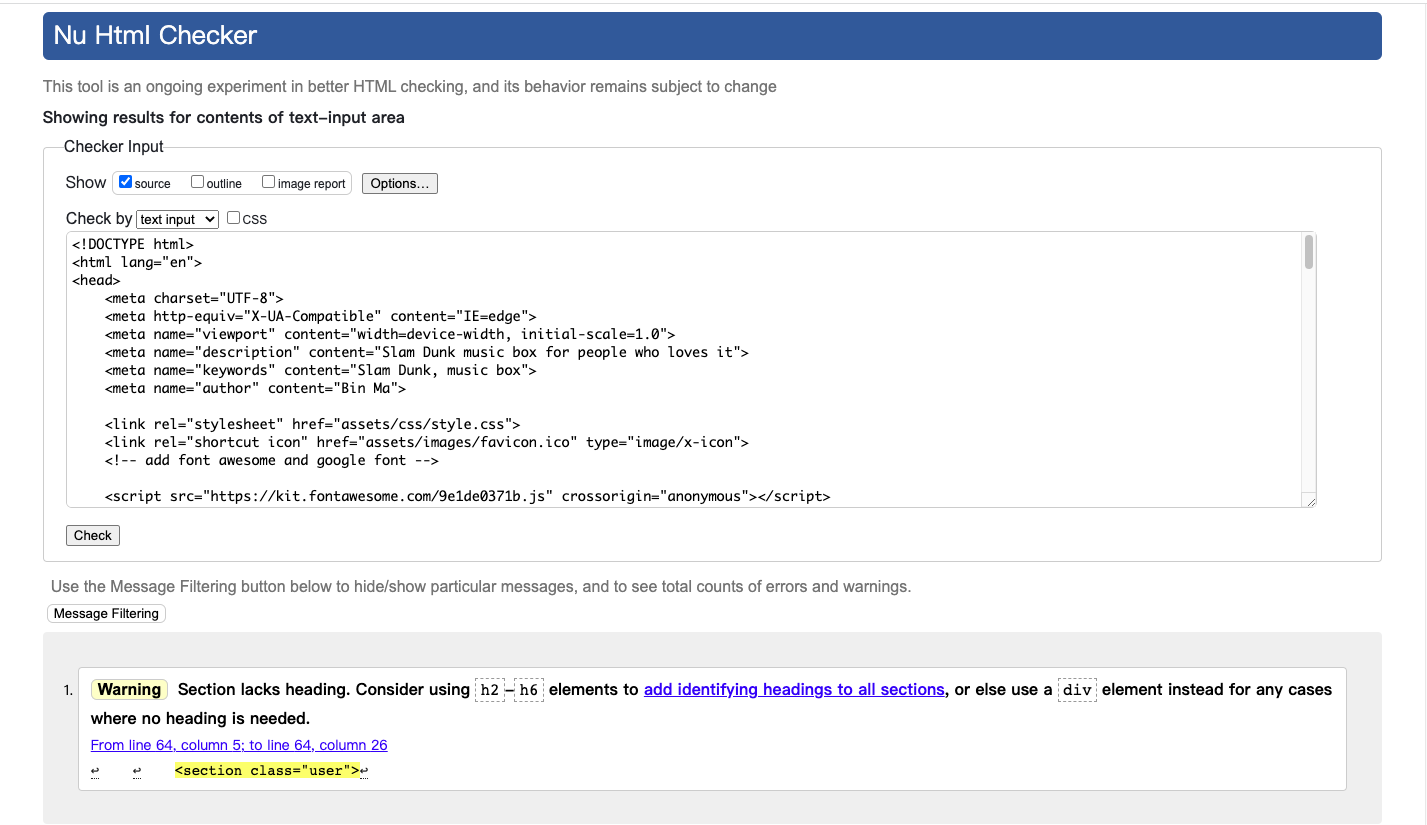 Nu Html Checker
This tool is an ongoing experiment in better HTML checking, and its behavior remains subject to change
Showing results for contents of text-input area
Checker Input
Show source outline image report Options...
Check by text input CSS
<!DOCTYPE html>
<html lang="en">
<head>
    <meta charset="UTF-8">
    <meta http-equiv="X-UA-Compatible" content="IE=edge">
    <meta name="viewport" content="width=device-width, initial-scale=1.0">
    <meta name="description" content="Slam Dunk music box for people who loves it">
    <meta name="keywords" content="Slam Dunk, music box">
    <meta name="author" content="Bin Ma">
    <link rel="stylesheet" href="assets/css/style.css">
    <link rel="shortcut icon" href="assets/images/favicon.ico" type="image/x-icon">
    <!-- add font awesome and google font -->
    <script src="https://kit.fontawesome.com/9e1de0371b.js" crossorigin="anonymous"></script>
Check
Use the Message Filtering button below to hide/show particular messages, and to see total counts of errors and warnings.
Message Filtering
1. Warning Section lacks heading. Consider using h2–h6 elements to add identifying headings to all sections, or else use a div element instead for any cases
where no heading is needed.
From line 64, column 5; to line 64, column 26
↩ ↩ <section class="user">↩